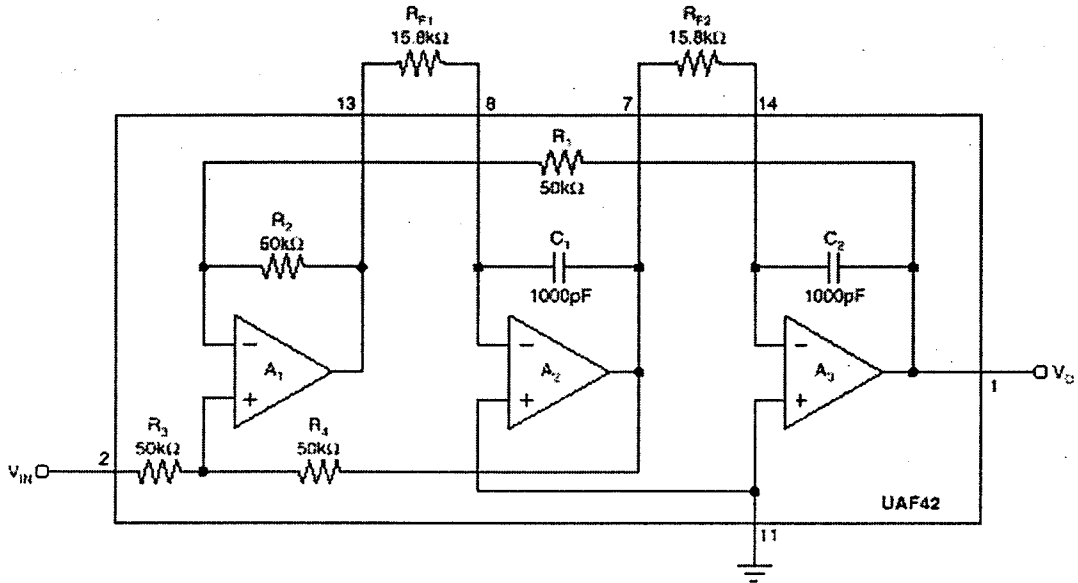 R_F1
15.8kΩ
R_F2
15.8kΩ
13
8
7
14
R_1
50kΩ
R_2
50kΩ
C_1
1000pF
C_2
1000pF
−
A_1
+
−
A_2
+
−
A_3
+
V_O
1
R_3
50kΩ
R_4
50kΩ
2
V_IN
UAF42
11